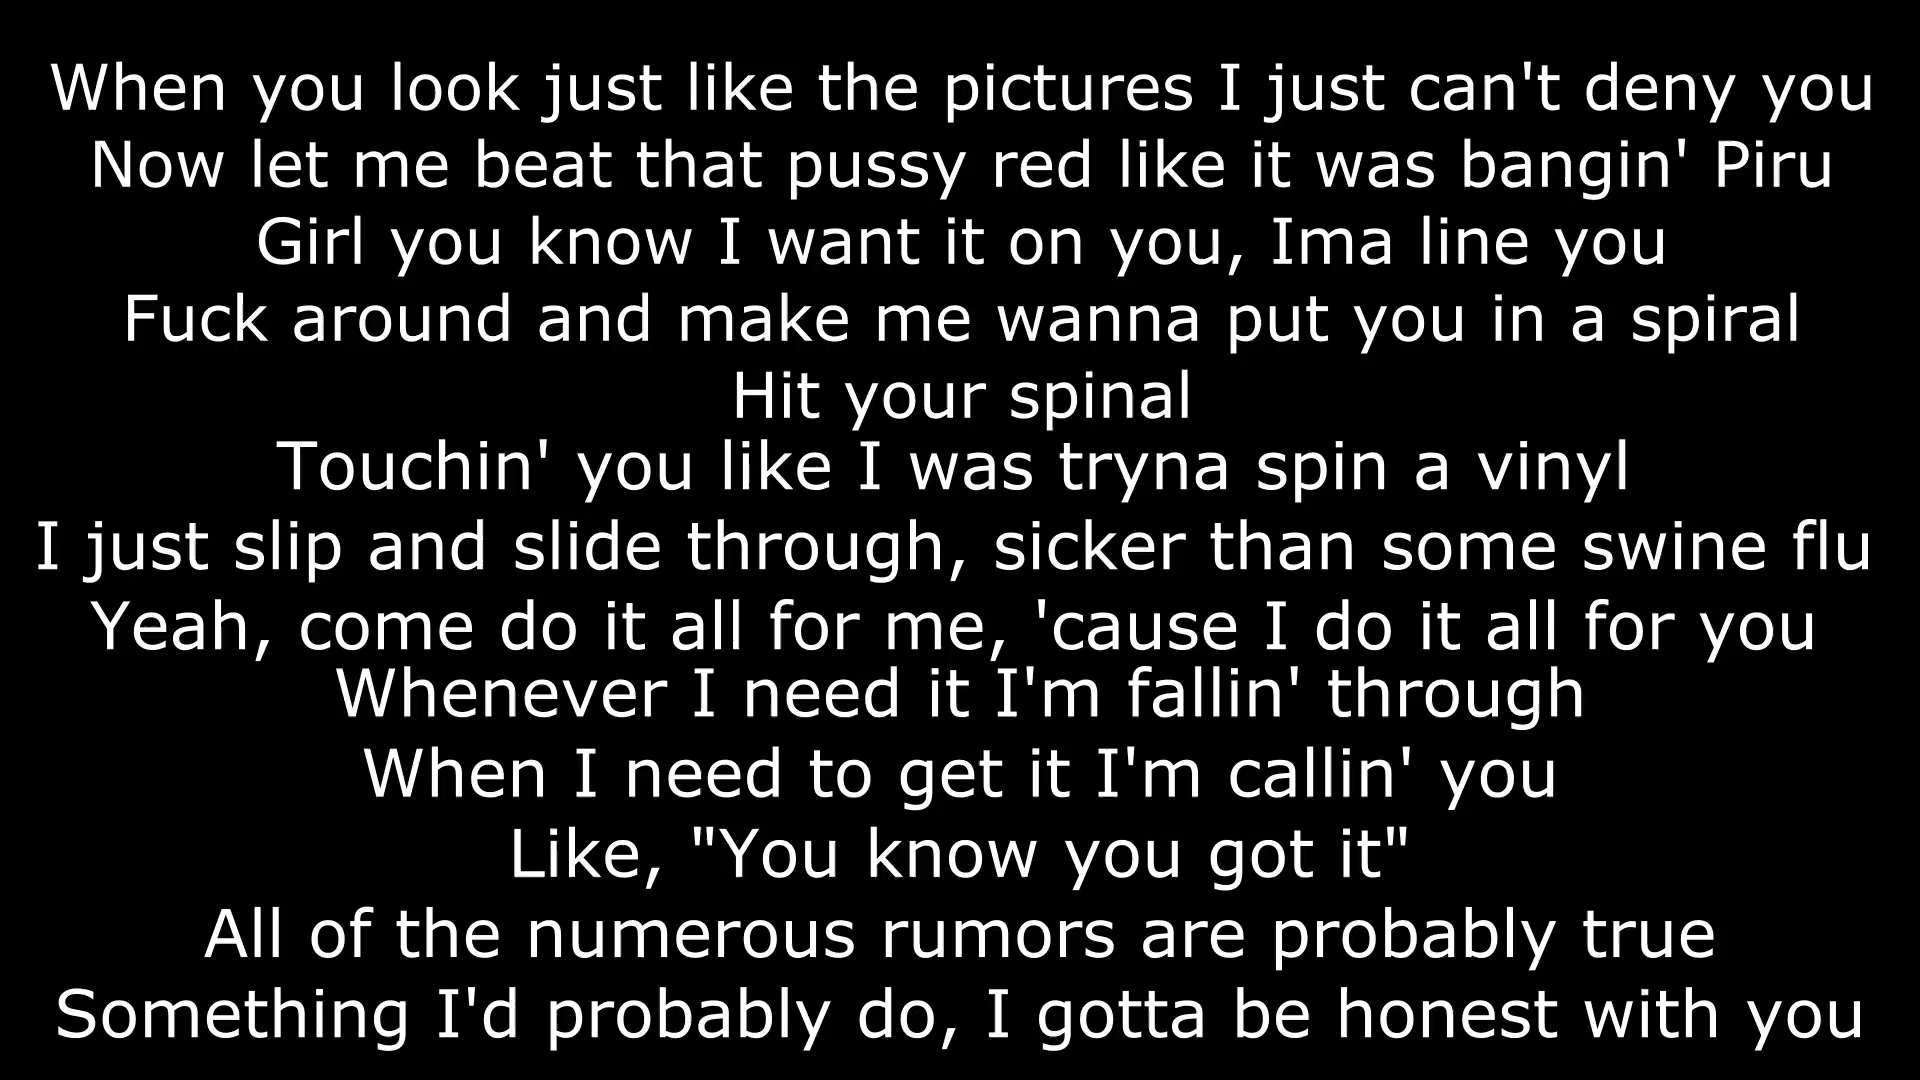 When you look just like the pictures I just can't deny you
Now let me beat that pussy red like it was bangin' Piru
Girl you know I want it on you, Ima line you
Fuck around and make me wanna put you in a spiral
Hit your spinal
Touchin' you like I was tryna spin a vinyl
I just slip and slide through, sicker than some swine flu
Yeah, come do it all for me, 'cause I do it all for you
Whenever I need it I'm fallin' through
When I need to get it I'm callin' you
Like, "You know you got it"
All of the numerous rumors are probably true
Something I'd probably do, I gotta be honest with you